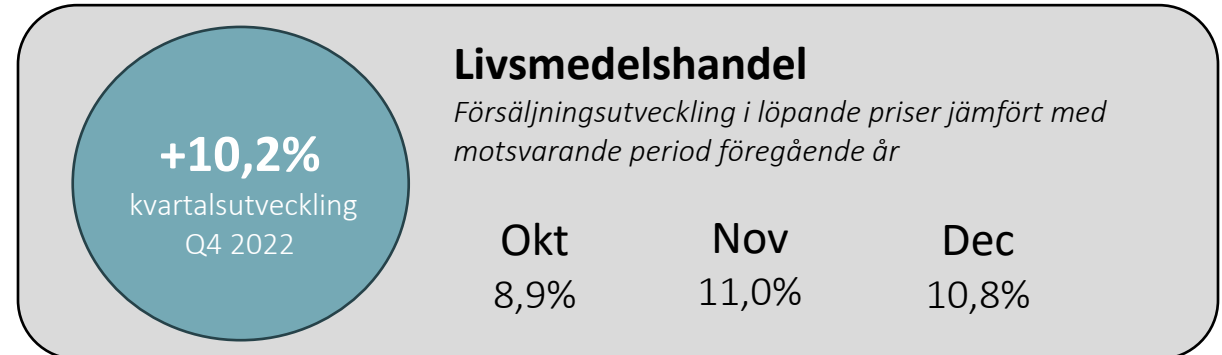 +10,2%
kvartalsutveckling
Q4 2022
Livsmedelshandel
Försäljningsutveckling i löpande priser jämfört med
motsvarande period föregående år
Okt
Nov
Dec
8,9%
11,0%
10,8%